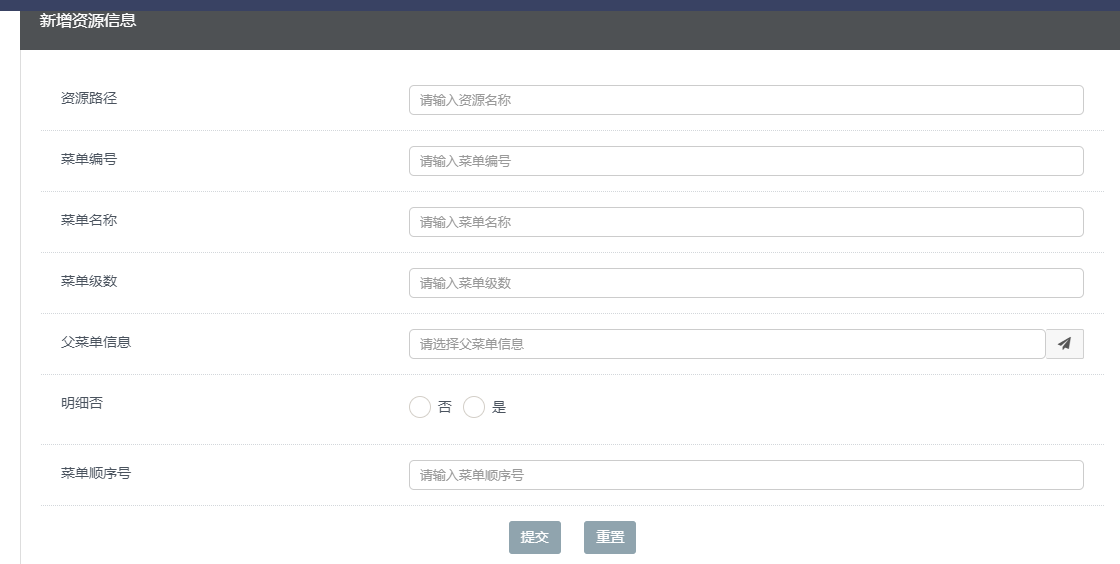 新增资源信息
资源路径 请输入资源名称
菜单编号 请输入菜单编号
菜单名称 请输入菜单名称
菜单级数 请输入菜单级数
父菜单信息 请选择父菜单信息
明细否 否 是
菜单顺序号 请输入菜单顺序号
提交 重置